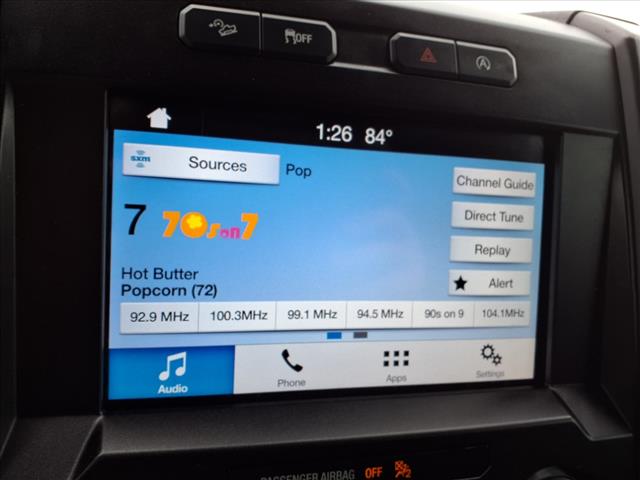 OFF
A
1:26 84°
sxm Sources Pop
Channel Guide
7 70s on 7
Direct Tune
Replay
Hot Butter
Alert
Popcorn (72)
92.9 MHz 100.3MHz 99.1 MHz 94.5 MHz 90s on 9 104.1MHz
Audio Phone Apps Settings
PASSENGER AIRBAG OFF 2